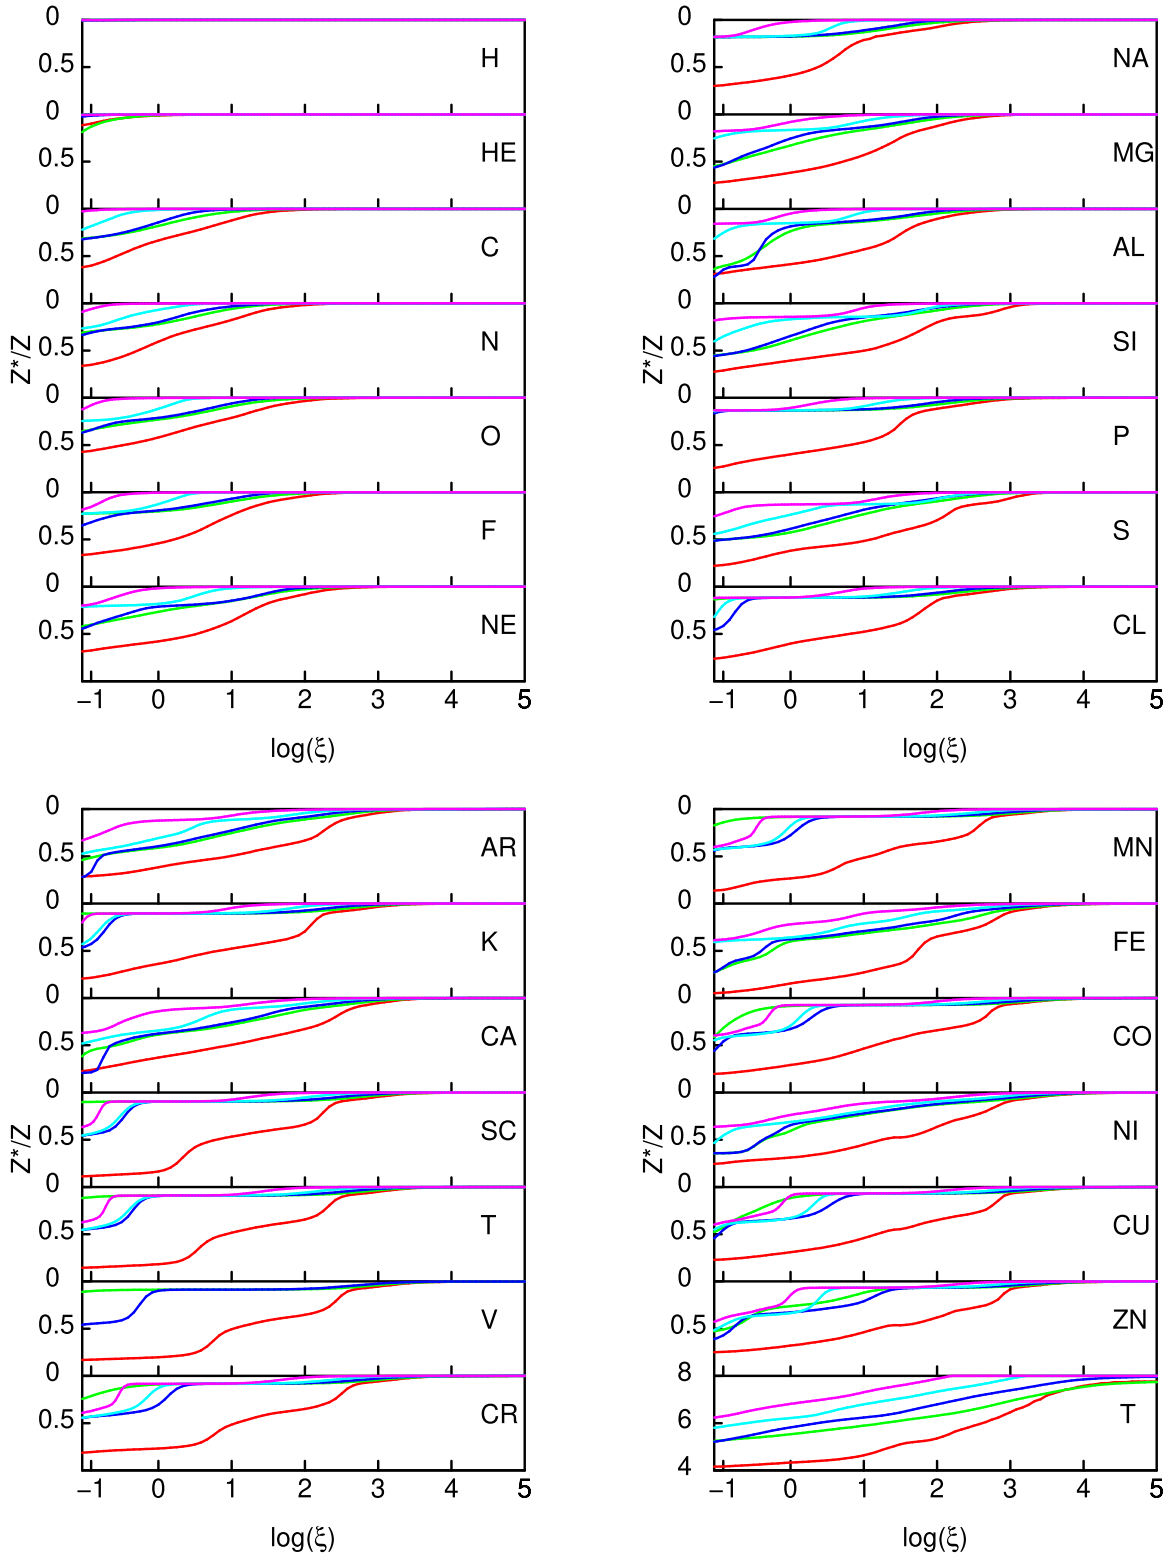 0
0.5 H
0
0.5 HE
0
0.5 C
0
0.5 N
Z*/Z
0
0.5 O
0
0.5 F
0
0.5 NE
−1 0 1 2 3 4 5
log(ξ)
0
0.5 NA
0
0.5 MG
0
0.5 AL
0
0.5 SI
Z*/Z
0
0.5 P
0
0.5 S
0
0.5 CL
−1 0 1 2 3 4 5
log(ξ)
0
0.5 AR
0
0.5 K
0
0.5 CA
0
0.5 SC
Z*/Z
0
0.5 T
0
0.5 V
0
0.5 CR
−1 0 1 2 3 4 5
log(ξ)
0
0.5 MN
0
0.5 FE
0
0.5 CO
0
0.5 NI
Z*/Z
0
0.5 CU
0
0.5 ZN
8
6 T
4
−1 0 1 2 3 4 5
log(ξ)